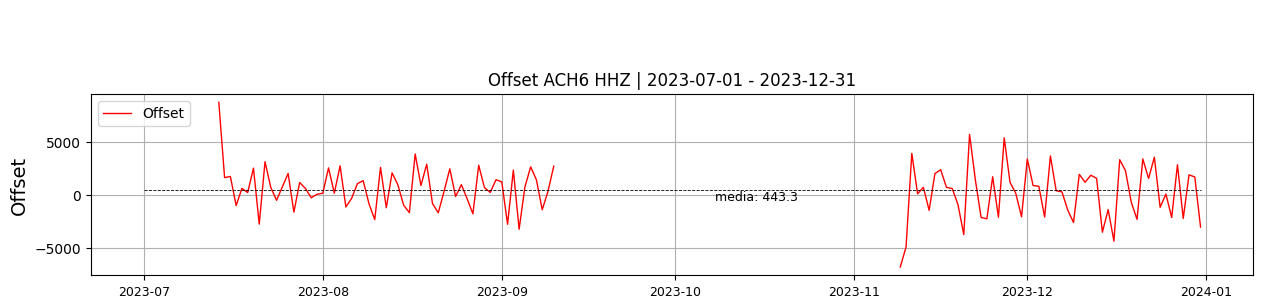 Offset ACH6 HHZ | 2023-07-01 - 2023-12-31
Offset
Offset
5000
0
−5000
media: 443.3
2023-07
2023-08
2023-09
2023-10
2023-11
2023-12
2024-01